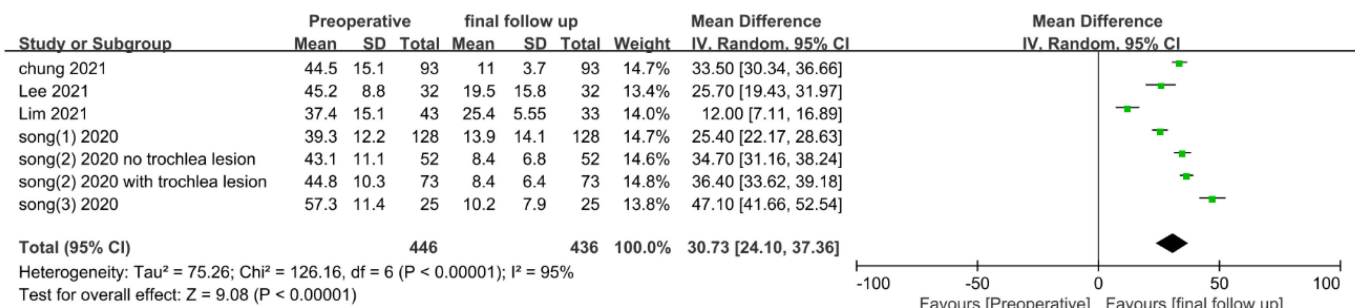 Preoperative final follow up Mean Difference Mean Difference
Study or Subgroup Mean SD Total Mean SD Total Weight IV, Random, 95% CI IV, Random, 95% CI
chung 2021 44.5 15.1 93 11 3.7 93 14.7% 33.50 [30.34, 36.66]
Lee 2021 45.2 8.8 32 19.5 15.8 32 13.4% 25.70 [19.43, 31.97]
Lim 2021 37.4 15.1 43 25.4 5.55 33 14.0% 12.00 [7.11, 16.89]
song(1) 2020 39.3 12.2 128 13.9 14.1 128 14.7% 25.40 [22.17, 28.63]
song(2) 2020 no trochlea lesion 43.1 11.1 52 8.4 6.8 52 14.6% 34.70 [31.16, 38.24]
song(2) 2020 with trochlea lesion 44.8 10.3 73 8.4 6.4 73 14.8% 36.40 [33.62, 39.18]
song(3) 2020 57.3 11.4 25 10.2 7.9 25 13.8% 47.10 [41.66, 52.54]
Total (95% CI) 446 436 100.0% 30.73 [24.10, 37.36]
Heterogeneity: Tau² = 75.26; Chi² = 126.16, df = 6 (P < 0.00001); I² = 95%
Test for overall effect: Z = 9.08 (P < 0.00001)
-100 -50 0 50 100
Favours [Preoperative] Favours [final follow up]